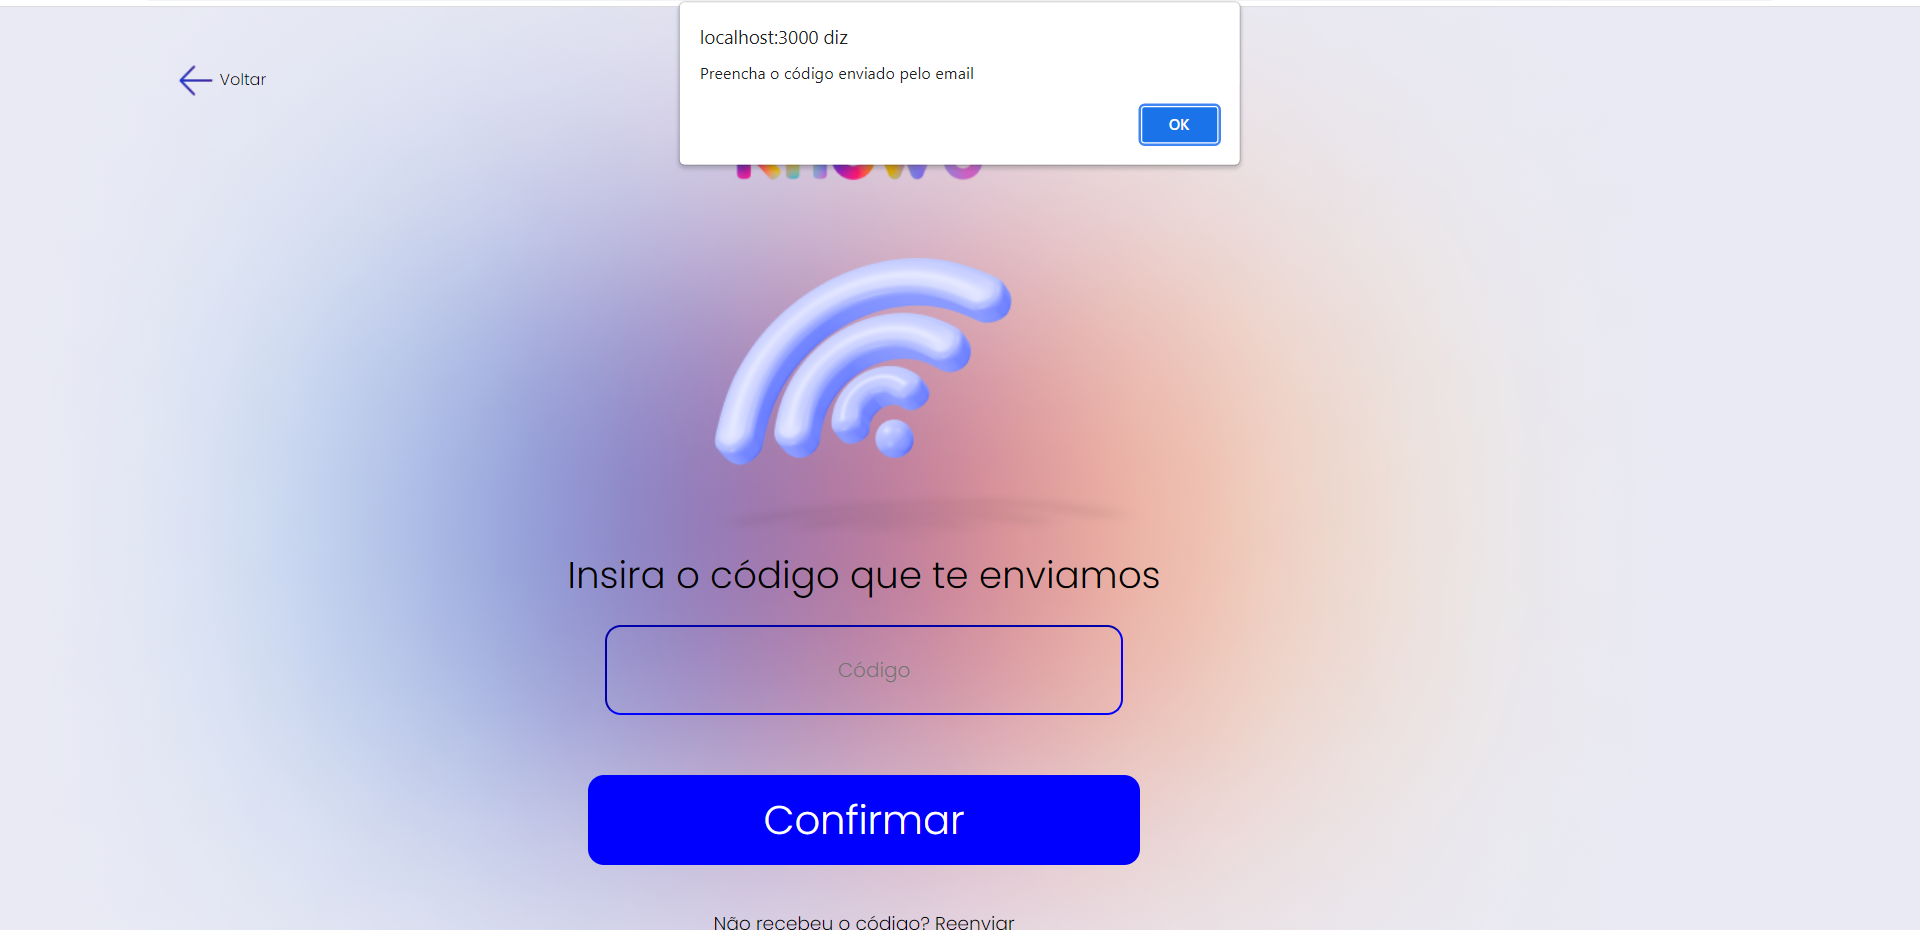 localhost:3000 diz
Preencha o código enviado pelo email
OK
Voltar
Insira o código que te enviamos
Código
Confirmar
Não recebeu o código? Reenviar